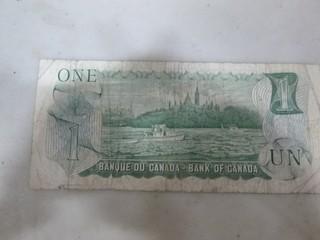 ONE 1
1 UN
BANQUE DU CANADA - BANK OF CANADA